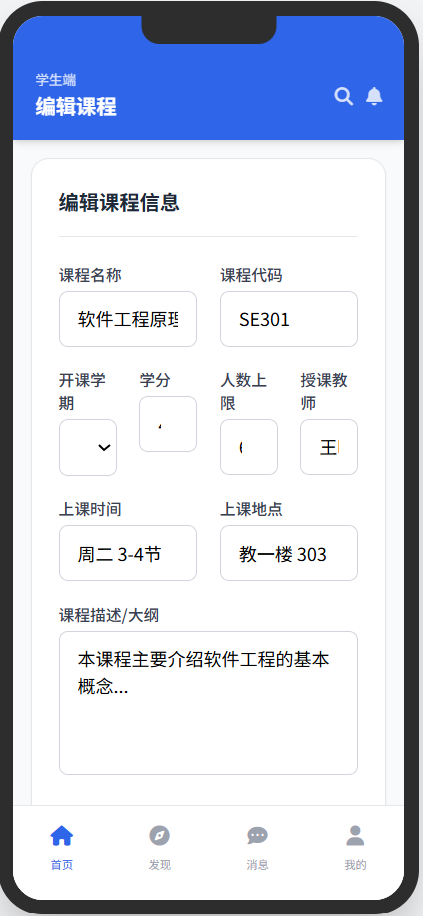 学生端
编辑课程
编辑课程信息
课程名称 课程代码
软件工程原理 SE301
开课学期 学分 人数上限 授课教师
王
上课时间 上课地点
周二 3-4节 教一楼 303
课程描述/大纲
本课程主要介绍软件工程的基本
概念...
首页 发现 消息 我的